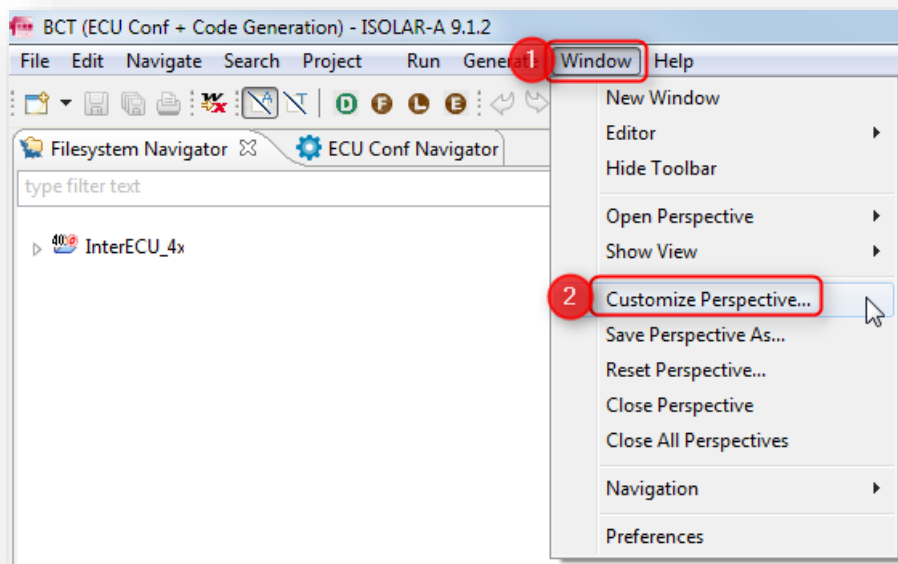 BCT (ECU Conf + Code Generation) - ISOLAR-A 9.1.2
File Edit Navigate Search Project Run Generate 1 Window Help
D G L E
Filesystem Navigator ECU Conf Navigator
type filter text
InterECU_4x
New Window
Editor
Hide Toolbar
Open Perspective
Show View
2 Customize Perspective...
Save Perspective As...
Reset Perspective...
Close Perspective
Close All Perspectives
Navigation
Preferences